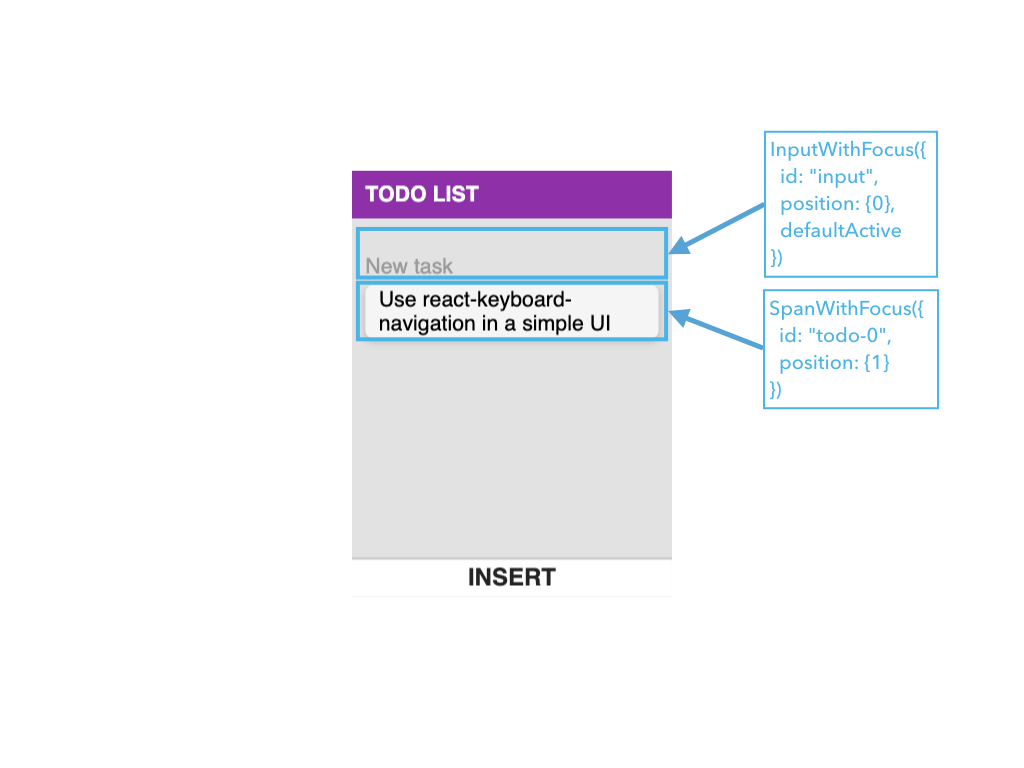 TODO LIST
New task
Use react-keyboard-
navigation in a simple UI
INSERT
InputWithFocus({
id: "input",
position: {0},
defaultActive
})
SpanWithFocus({
id: "todo-0",
position: {1}
})